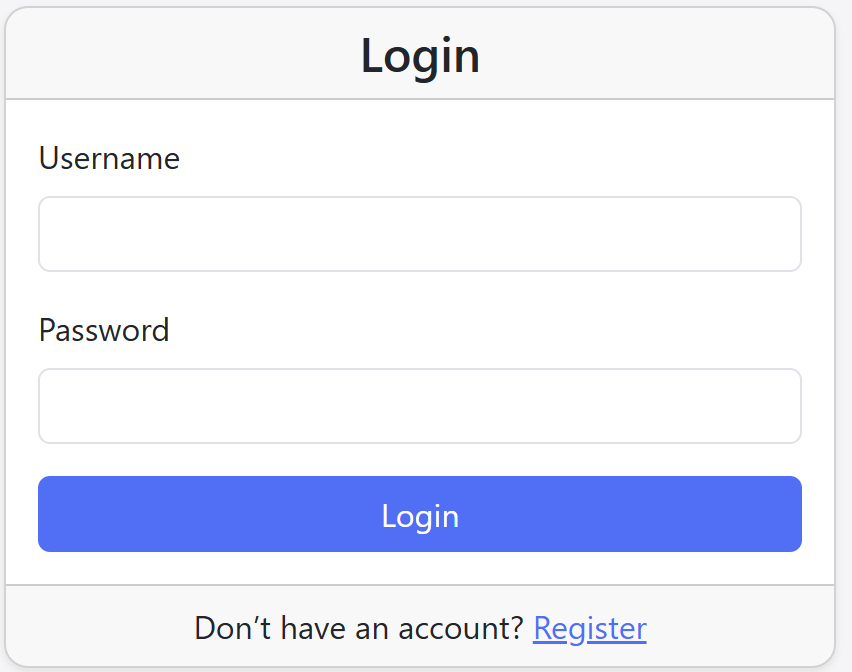 Login
Username
Password
Login
Don’t have an account? Register